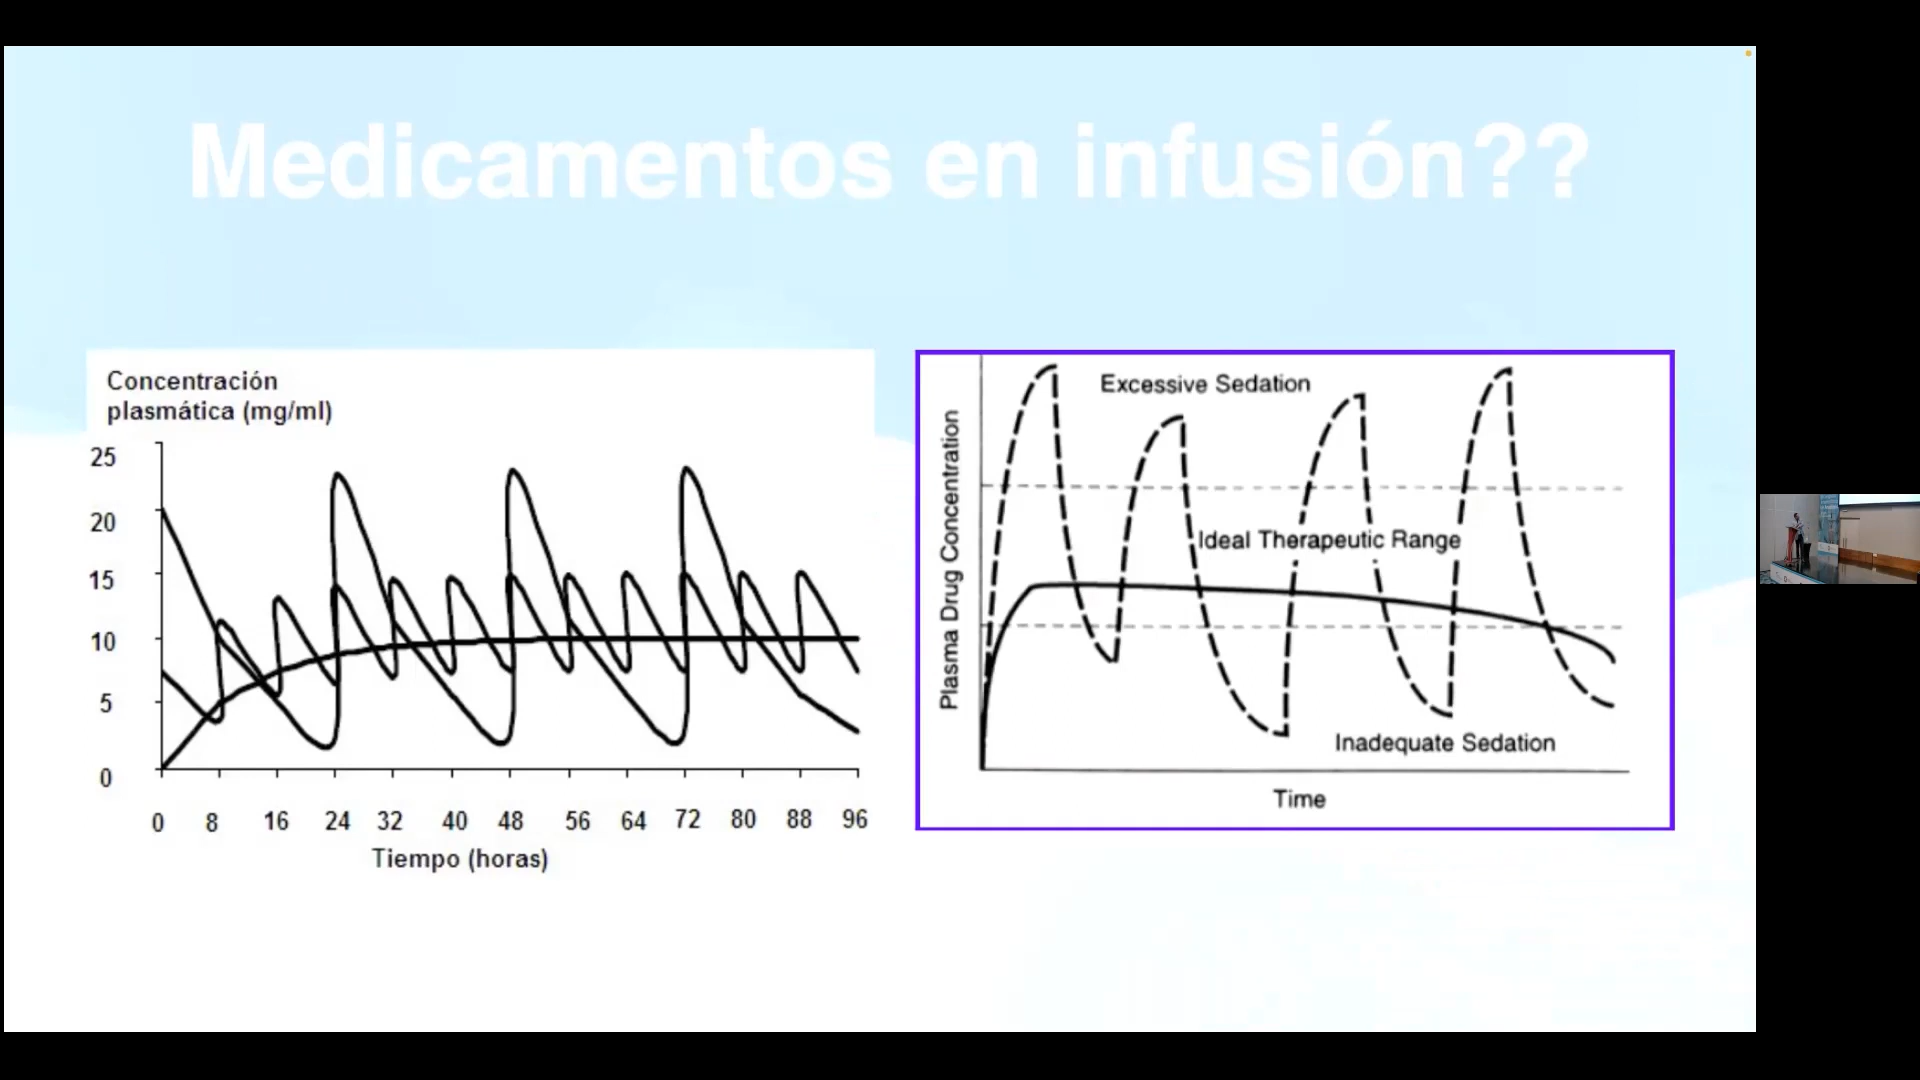 Medicamentos en infusión??
Concentración
plasmática (mg/ml)
25
20
15
10
5
0
0 8 16 24 32 40 48 56 64 72 80 88 96
Tiempo (horas)
Plasma Drug Concentration
Excessive Sedation
Ideal Therapeutic Range
Inadequate Sedation
Time